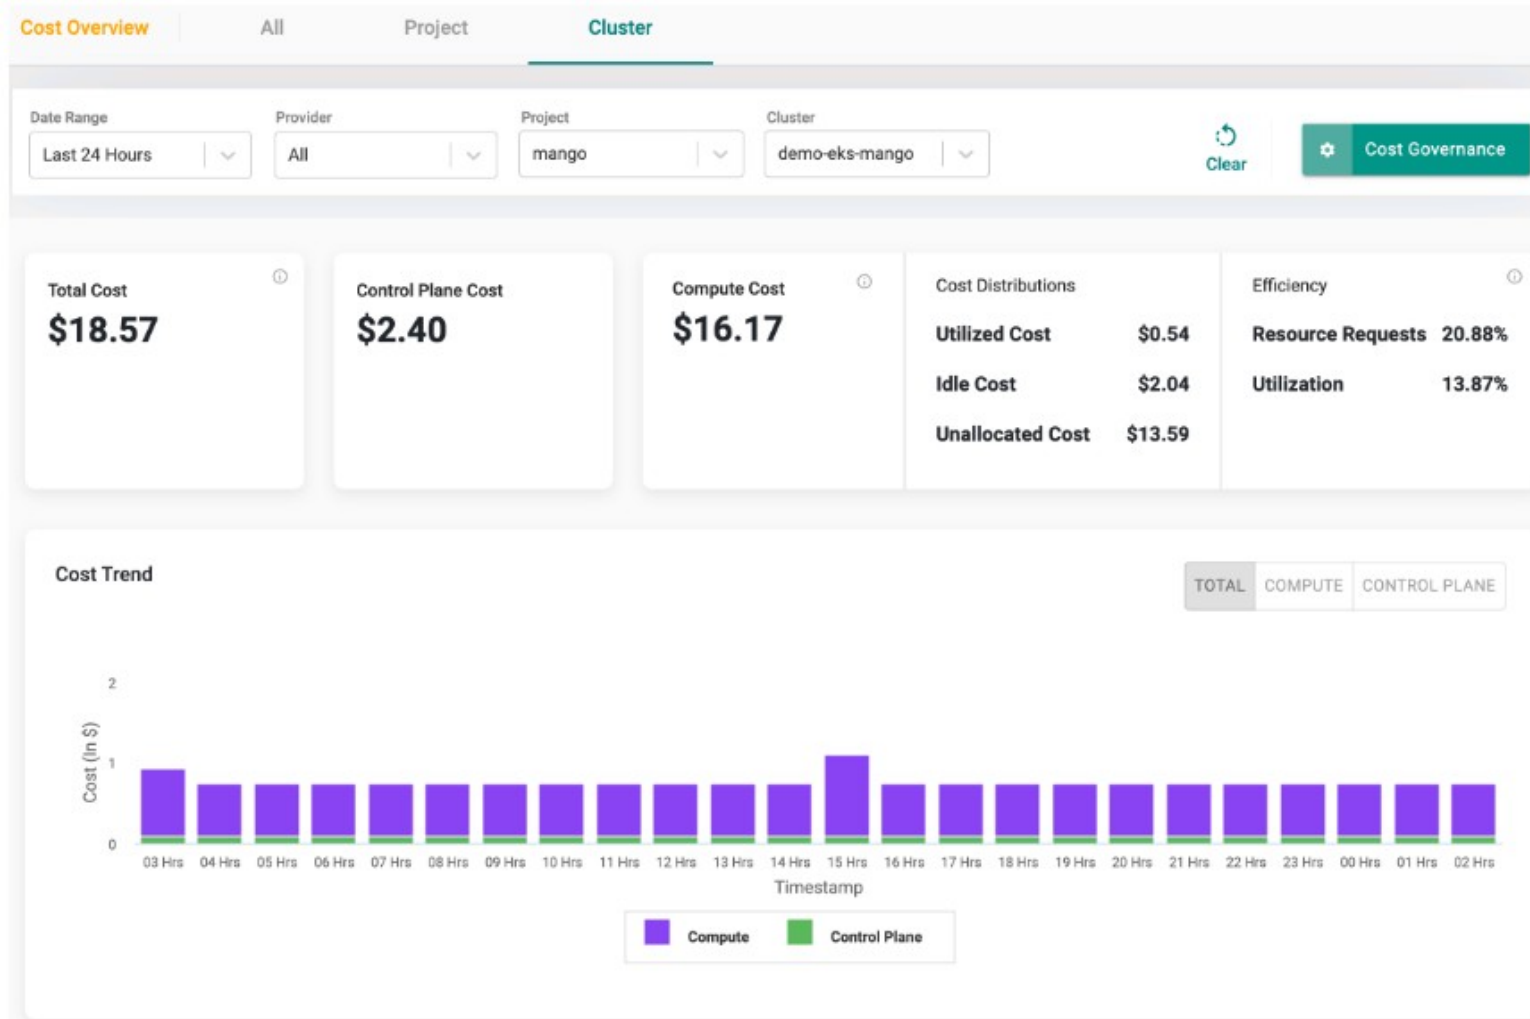 Cost Overview All Project Cluster
Date Range Provider Project Cluster
Last 24 Hours All mango demo-eks-mango
Clear
Cost Governance
Total Cost
$18.57
Control Plane Cost
$2.40
Compute Cost
$16.17
Cost Distributions
Utilized Cost $0.54
Idle Cost $2.04
Unallocated Cost $13.59
Efficiency
Resource Requests 20.88%
Utilization 13.87%
Cost Trend
TOTAL COMPUTE CONTROL PLANE
Cost (In $)
2
1
0
03 Hrs 04 Hrs 05 Hrs 06 Hrs 07 Hrs 08 Hrs 09 Hrs 10 Hrs 11 Hrs 12 Hrs 13 Hrs 14 Hrs 15 Hrs 16 Hrs 17 Hrs 18 Hrs 19 Hrs 20 Hrs 21 Hrs 22 Hrs 23 Hrs 00 Hrs 01 Hrs 02 Hrs
Timestamp
Compute Control Plane